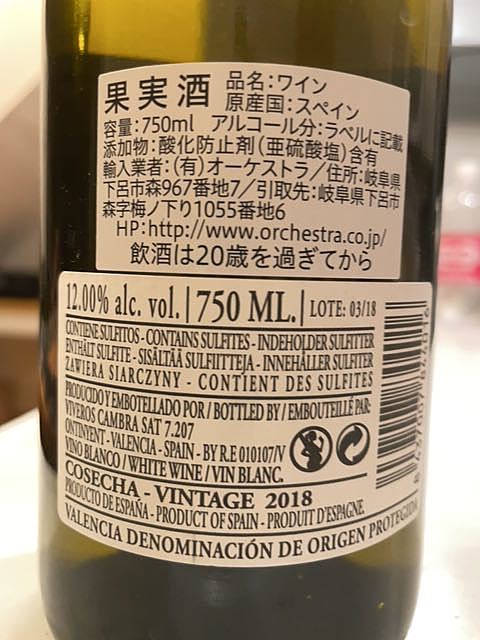 果実酒 品名:ワイン
原産国:スペイン
容量:750ml アルコール分:ラベルに記載
添加物:酸化防止剤(亜硫酸塩)含有
輸入業者:(有)オーケストラ/住所:岐阜県
下呂市森967番地7/引取先:岐阜県下呂市
森字梅ノ下り1055番地6
HP:http://www.orchestra.co.jp/
飲酒は20歳を過ぎてから
12.00% alc. vol. | 750 ML. | LOTE: 03/18
CONTIENE SULFITOS - CONTAINS SULFITES - INDEHOLDER SULFITTER
ENTHÄLT SULFITE - SISÄLTÄÄ SULFIITTEJA - INNEHÅLLER SULFITER
ZAWIERA SIARCZYNY - CONTIENT DES SULFITES
PRODUCIDO Y EMBOTELLADO POR / BOTTLED BY / EMBOUTEILLÉ PAR:
VIVEROS CAMBRA SAT 7.207
ONTINYENT - VALENCIA - SPAIN - BY R.E 010107/V
VINO BLANCO / WHITE WINE / VIN BLANC.
COSECHA - VINTAGE 2018
PRODUCTO DE ESPAÑA - PRODUCT OF SPAIN - PRODUIT D'ESPAGNE.
VALENCIA DENOMINACIÓN DE ORIGEN PROTEGIDA